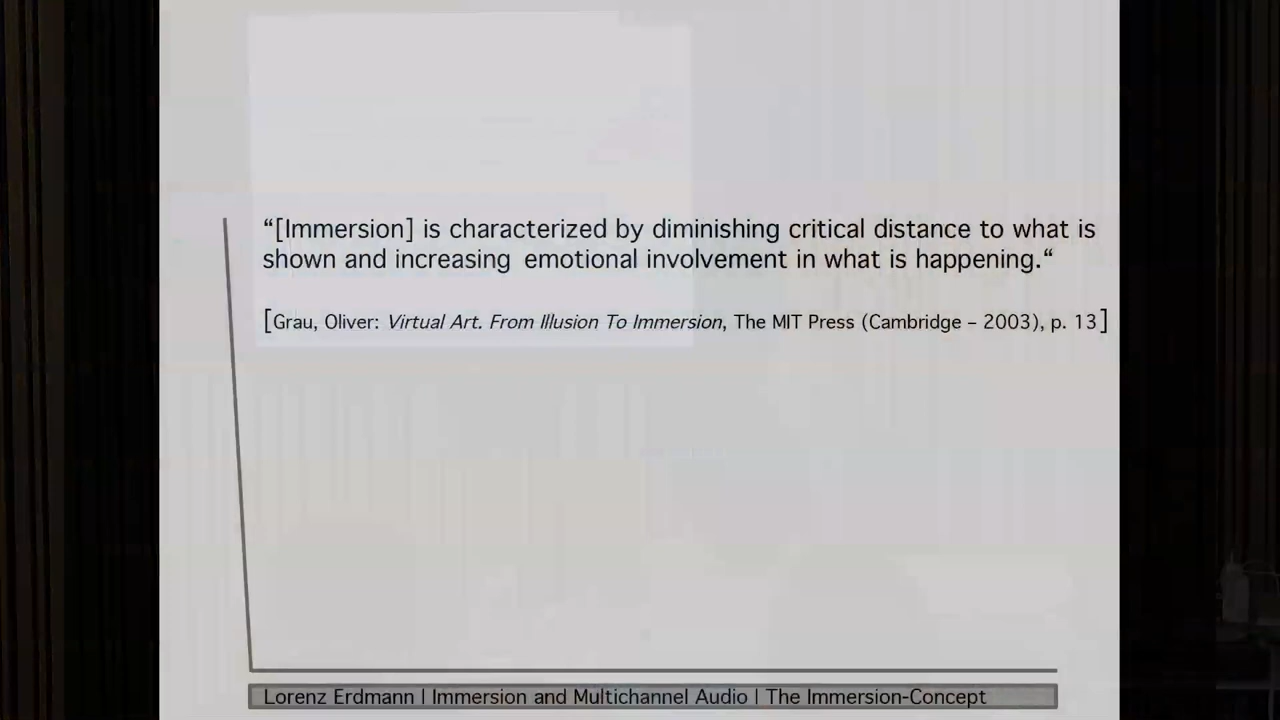 “[Immersion] is characterized by diminishing critical distance to what is
shown and increasing emotional involvement in what is happening.“
[Grau, Oliver: Virtual Art. From Illusion To Immersion, The MIT Press (Cambridge – 2003), p. 13]
Lorenz Erdmann | Immersion and Multichannel Audio | The Immersion-Concept